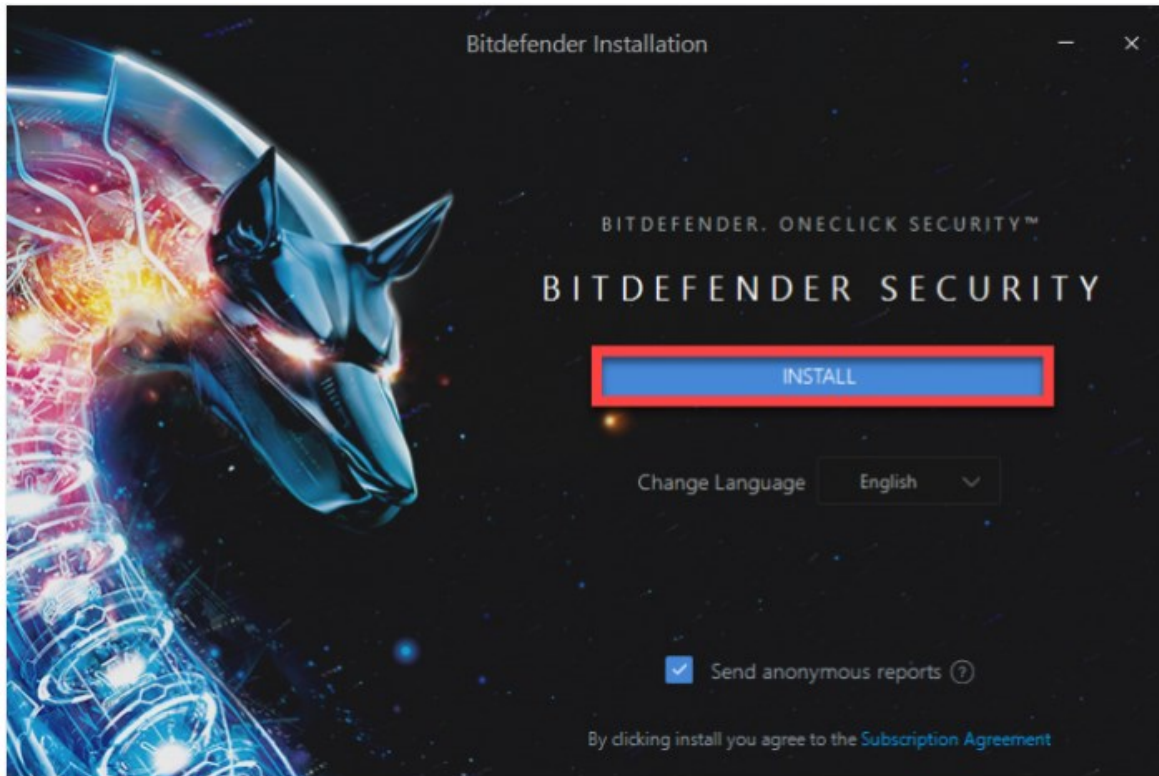 Bitdefender Installation
BITDEFENDER. ONECLICK SECURITY™
BITDEFENDER SECURITY
INSTALL
Change Language English
Send anonymous reports ?
By clicking install you agree to the Subscription Agreement